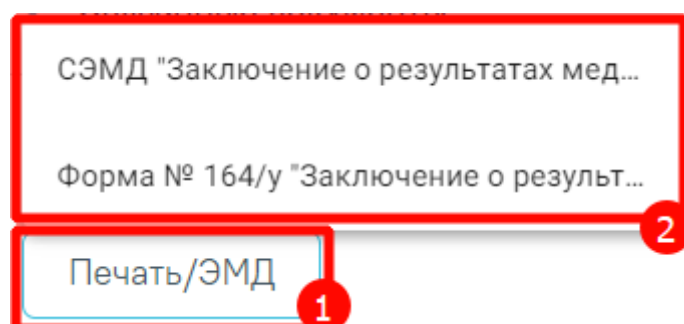 СЭМД "Заключение о результатах мед...
Форма № 164/у "Заключение о результ...
2
Печать/ЭМД
1